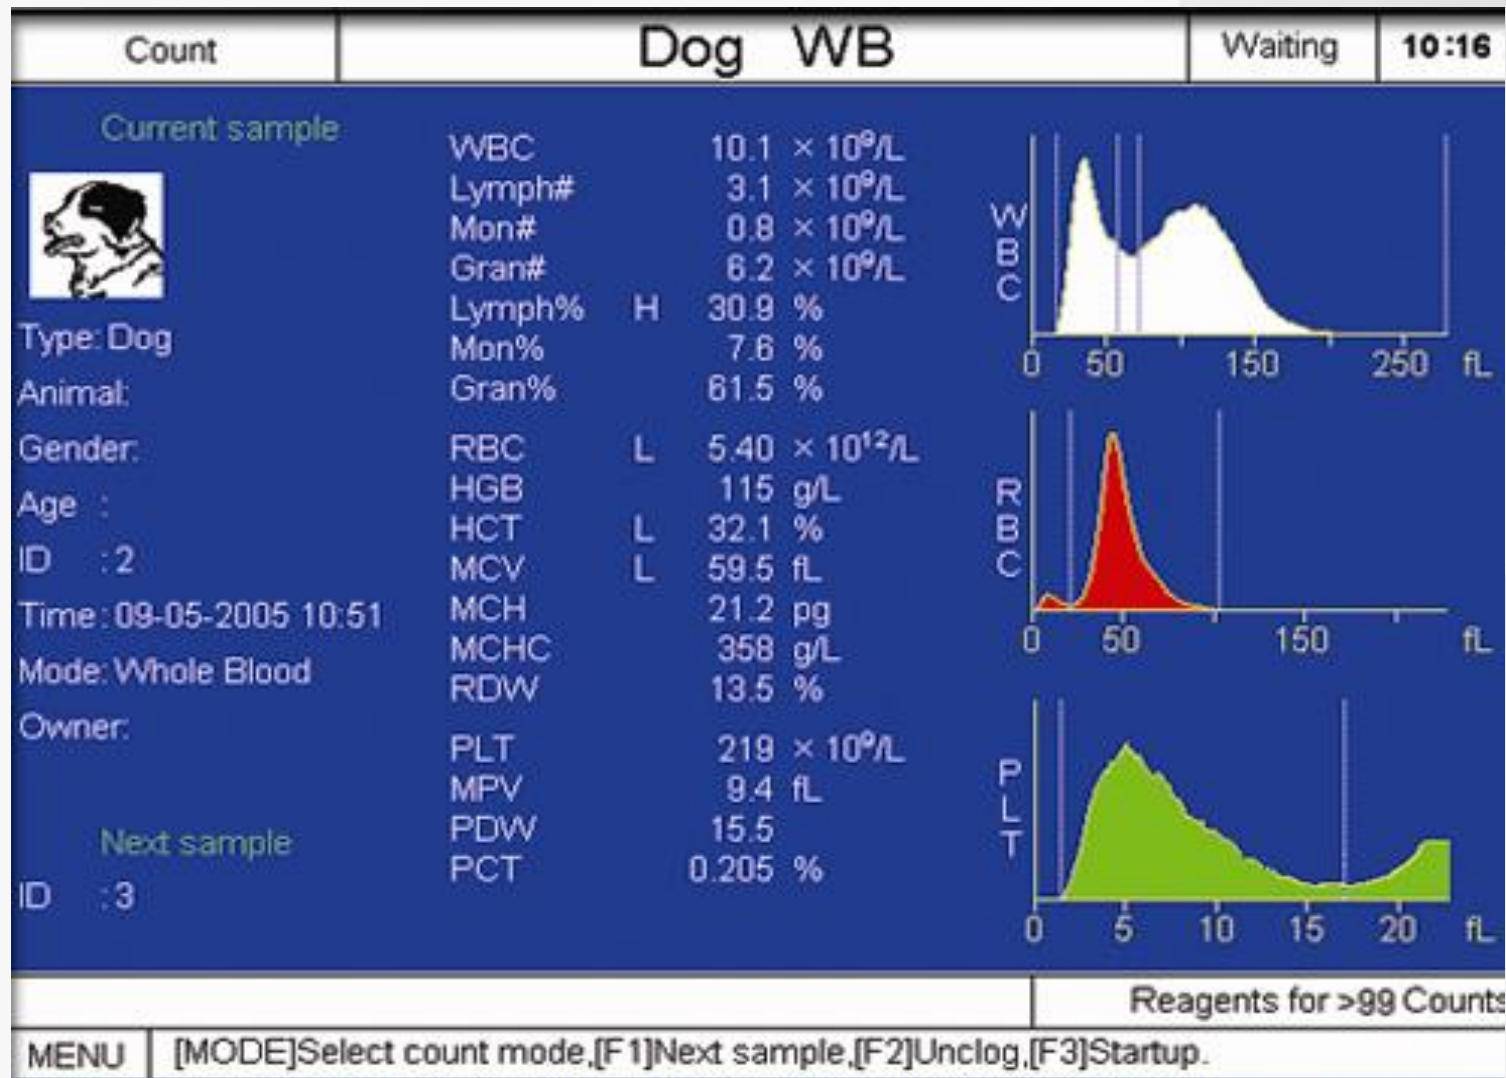 Count Dog WB Waiting 10:16
Current sample
Type: Dog
Animal:
Gender:
Age :
ID :2
Time: 09-05-2005 10:51
Mode: Whole Blood
Owner:
Next sample
ID :3
WBC 10.1 × 10⁹/L
Lymph# 3.1 × 10⁹/L
Mon# 0.8 × 10⁹/L
Gran# 6.2 × 10⁹/L
Lymph% H 30.9 %
Mon% 7.6 %
Gran% 61.5 %
RBC L 5.40 × 10¹²/L
HGB 115 g/L
HCT L 32.1 %
MCV L 59.5 fL
MCH 21.2 pg
MCHC 358 g/L
RDW 13.5 %
PLT 219 × 10⁹/L
MPV 9.4 fL
PDW 15.5
PCT 0.205 %
WBC
0 50 150 250 fL
RBC
0 50 150 fL
PLT
0 5 10 15 20 fL
Reagents for >99 Counts
MENU [MODE]Select count mode,[F1]Next sample,[F2]Unclog,[F3]Startup.